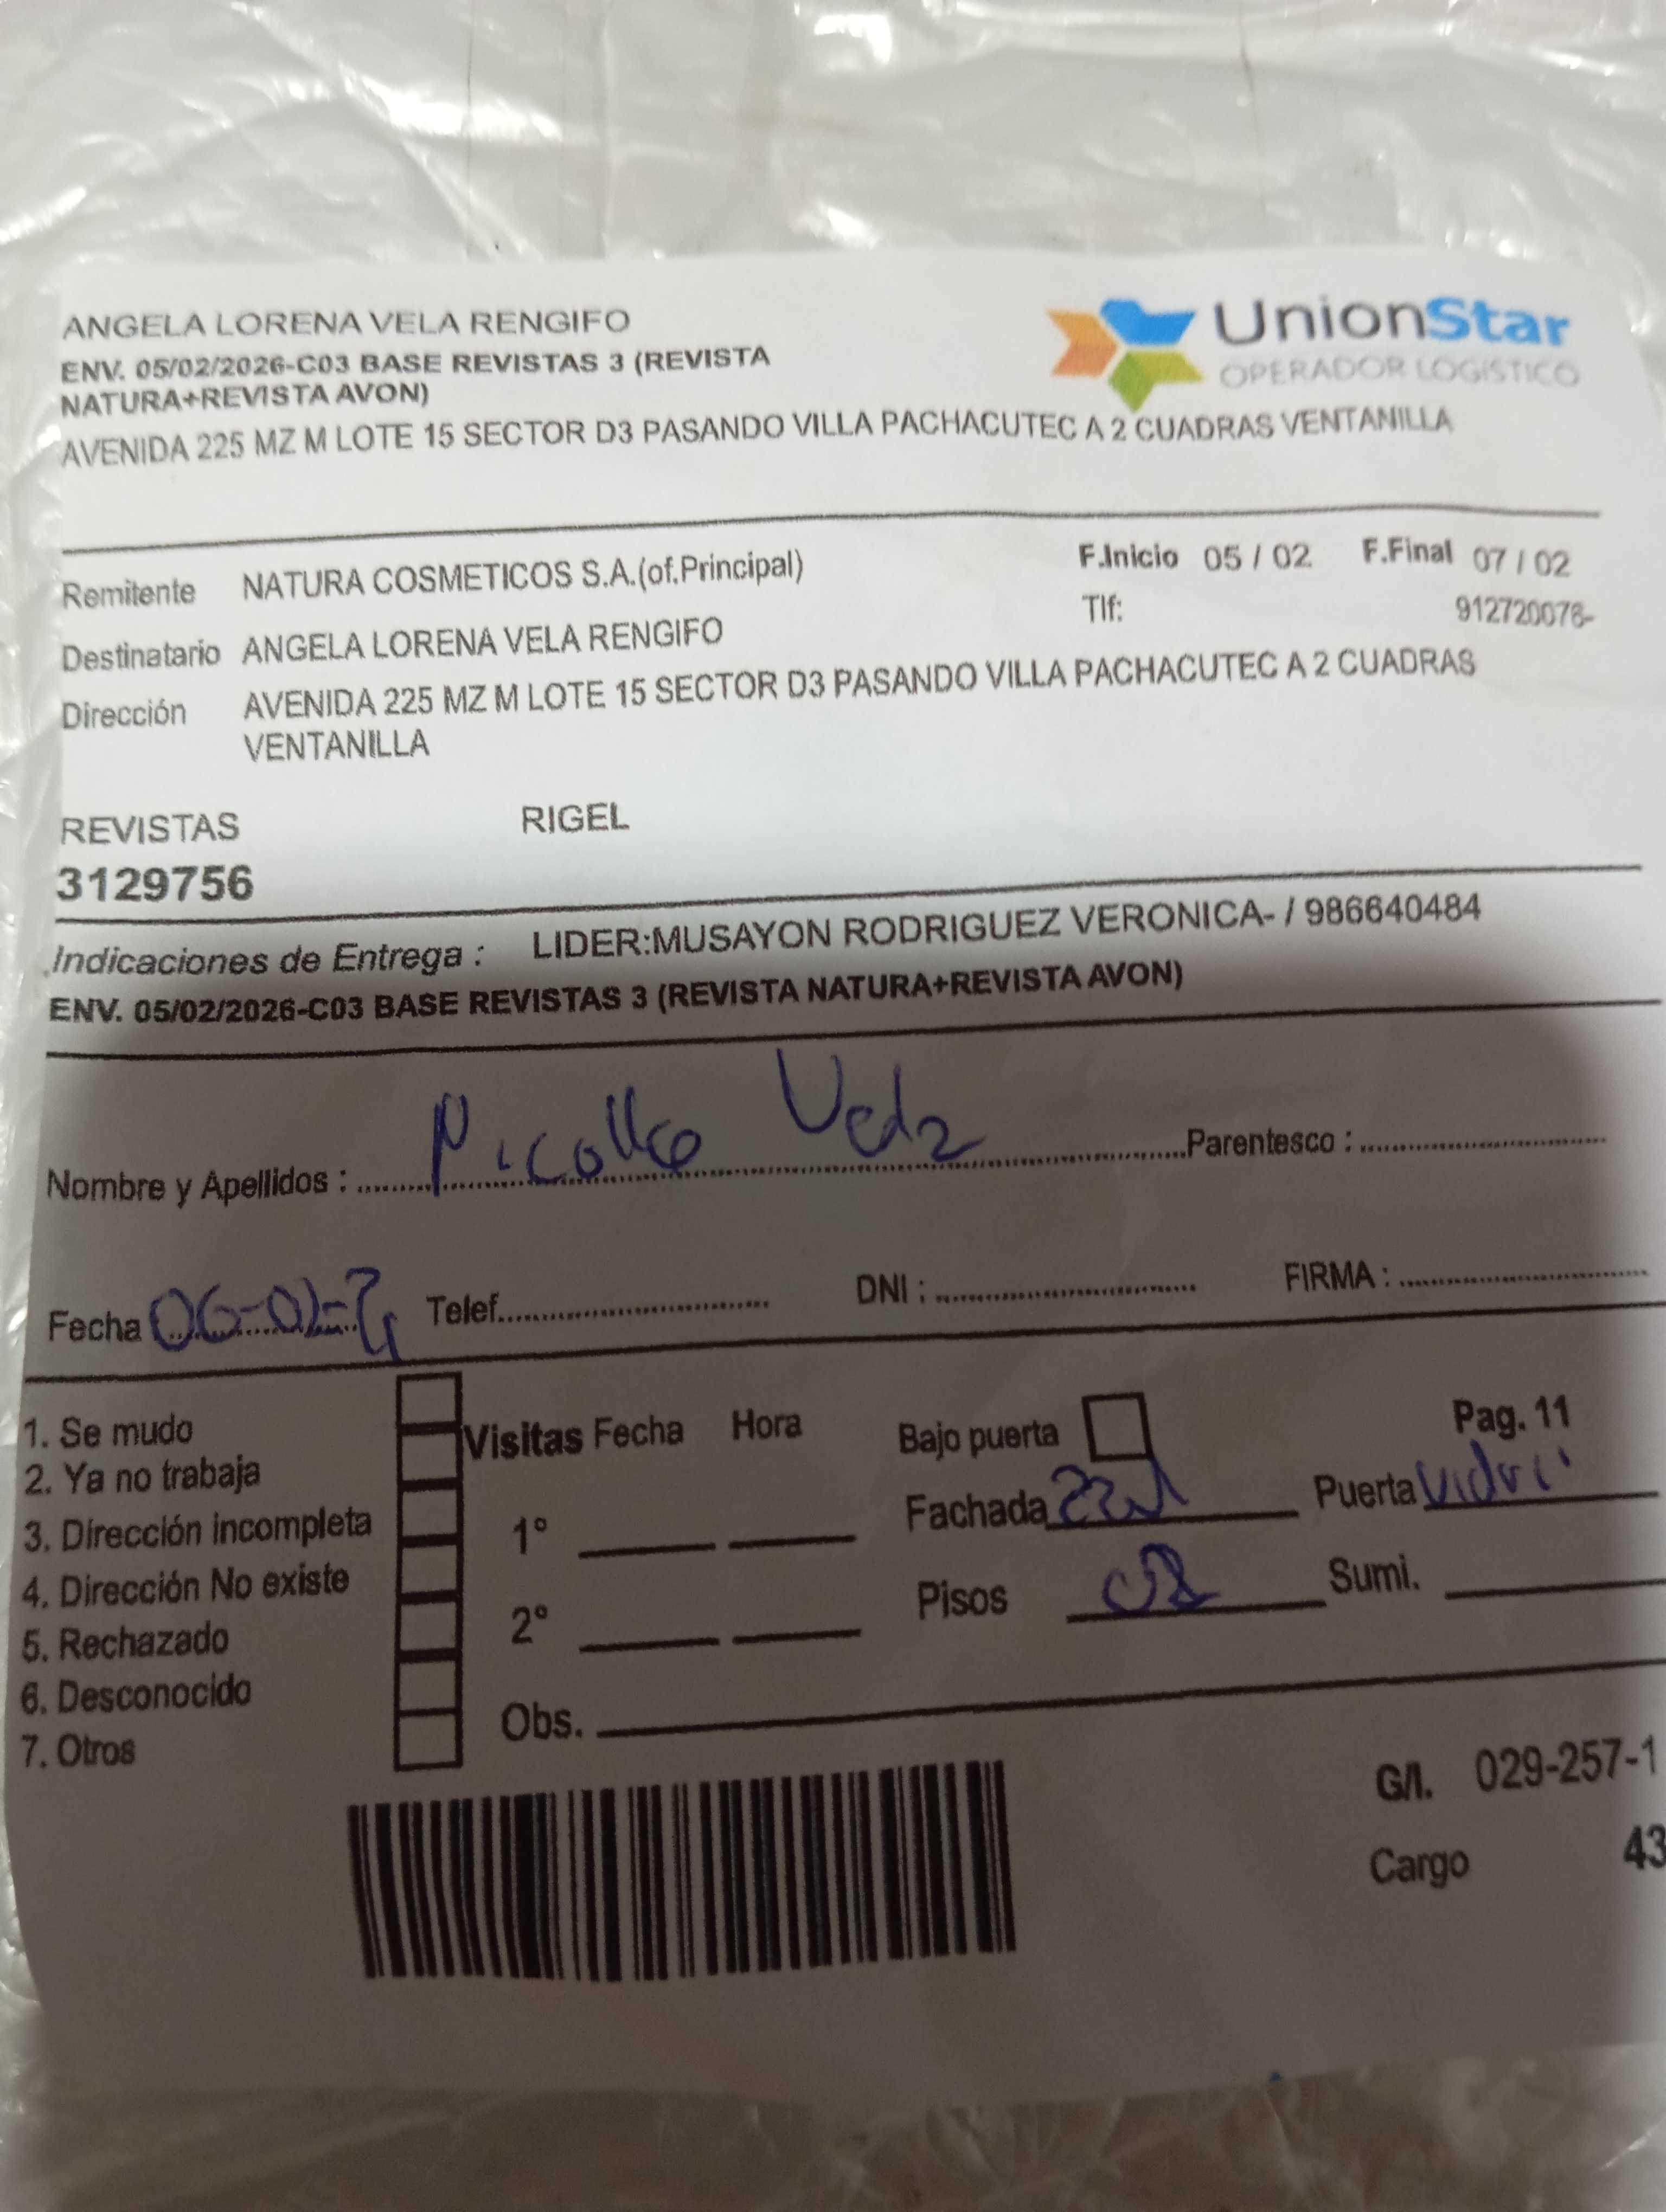 ANGELA LORENA VELA RENGIFO
ENV. 05/02/2026-C03 BASE REVISTAS 3 (REVISTA
NATURA+REVISTA AVON)
AVENIDA 225 MZ M LOTE 15 SECTOR D3 PASANDO VILLA PACHACUTEC A 2 CUADRAS VENTANILLA
UnionStar
OPERADOR LOGÍSTICO
Remitente NATURA COSMETICOS S.A.(of.Principal)
F.Inicio 05 / 02 F.Final 07 / 02
Tlf: 912720078-
Destinatario ANGELA LORENA VELA RENGIFO
Dirección AVENIDA 225 MZ M LOTE 15 SECTOR D3 PASANDO VILLA PACHACUTEC A 2 CUADRAS
VENTANILLA
REVISTAS RIGEL
3129756
Indicaciones de Entrega : LIDER:MUSAYON RODRIGUEZ VERONICA- / 986640484
ENV. 05/02/2026-C03 BASE REVISTAS 3 (REVISTA NATURA+REVISTA AVON)
Nombre y Apellidos : Parentesco :
Fecha Telef. DNI : FIRMA :
1. Se mudo
2. Ya no trabaja
3. Dirección incompleta
4. Dirección No existe
5. Rechazado
6. Desconocido
7. Otros
Visitas Fecha Hora
1°
2°
Obs.
Bajo puerta
Pag. 11
Fachada Puerta
Pisos Sumi.
G/I. 029-257-1
Cargo 43